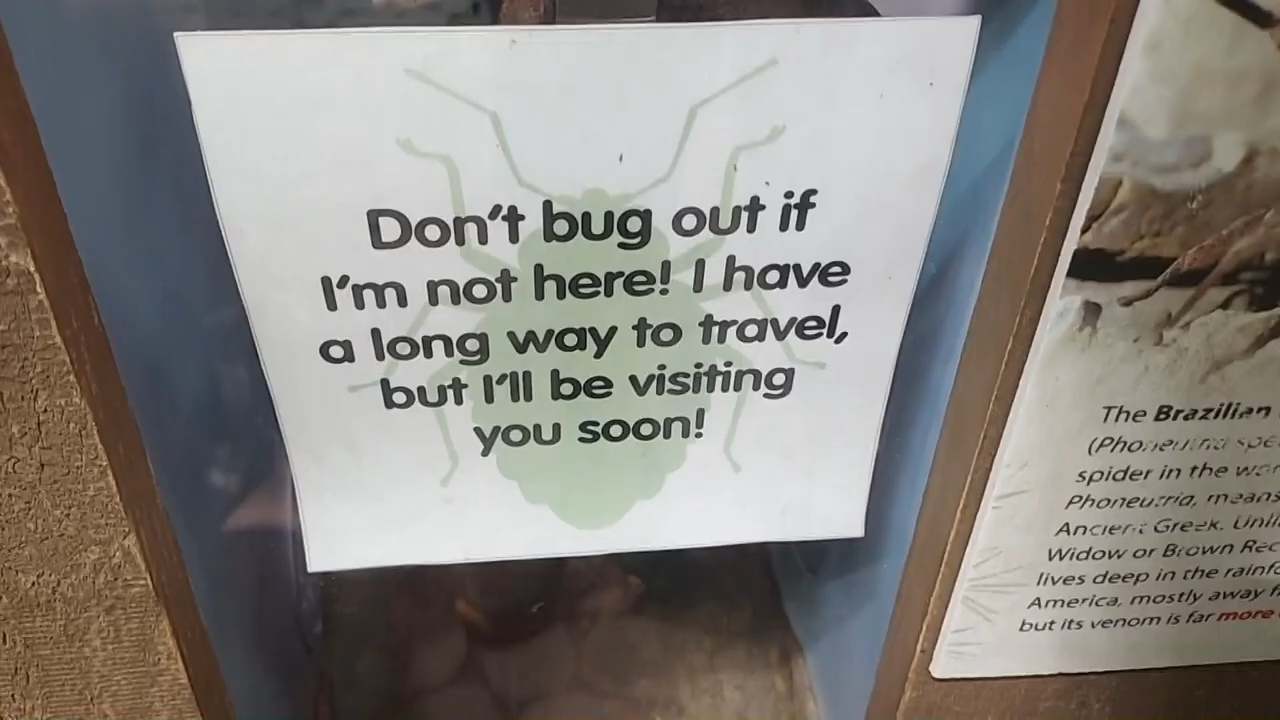 Don't bug out if
I'm not here! I have
a long way to travel,
but I'll be visiting
you soon!
The Brazilian
(Phoneutria spe
spider in the wor
Phoneutria, means
Ancient Greek. Unli
Widow or Brown Rec
lives deep in the rainfo
America, mostly away f
but its venom is far more